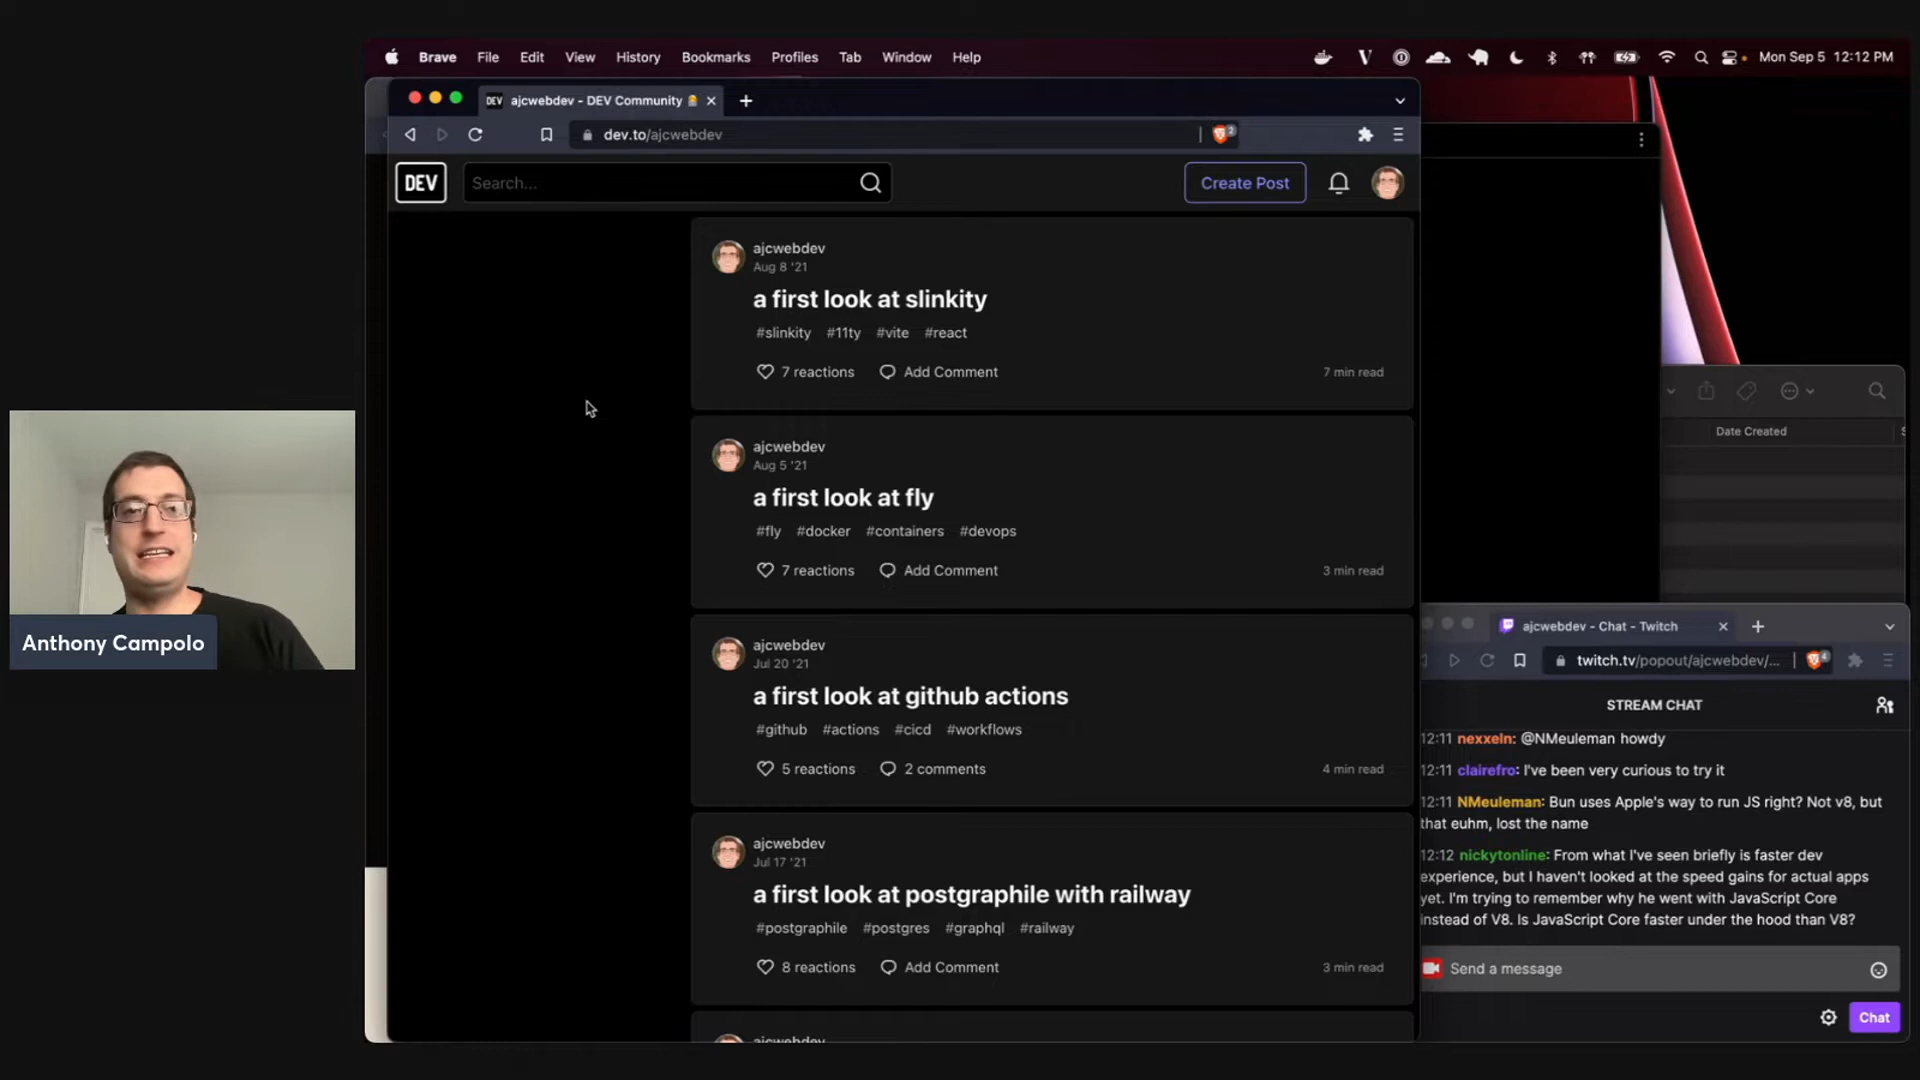 Brave File Edit View History Bookmarks Profiles Tab Window Help
Mon Sep 5 12:12 PM
DEV ajcwebdev - DEV Community
dev.to/ajcwebdev
2
DEV
Search...
Create Post
ajcwebdev
Aug 8 '21
a first look at slinkity
#slinkity #11ty #vite #react
7 reactions Add Comment 7 min read
ajcwebdev
Aug 5 '21
a first look at fly
#fly #docker #containers #devops
7 reactions Add Comment 3 min read
ajcwebdev
Jul 20 '21
a first look at github actions
#github #actions #cicd #workflows
5 reactions 2 comments 4 min read
ajcwebdev
Jul 17 '21
a first look at postgraphile with railway
#postgraphile #postgres #graphql #railway
8 reactions Add Comment 3 min read
ajcwebdev
Anthony Campolo
Date Created
ajcwebdev - Chat - Twitch
twitch.tv/popout/ajcwebdev/...
4
STREAM CHAT
12:11 nexxeln: @NMeuleman howdy
12:11 clairefro: I've been very curious to try it
12:11 NMeuleman: Bun uses Apple's way to run JS right? Not v8, but
that euhm, lost the name
12:12 nickytonline: From what I've seen briefly is faster dev
experience, but I haven't looked at the speed gains for actual apps
yet. I'm trying to remember why he went with JavaScript Core
instead of V8. Is JavaScript Core faster under the hood than V8?
Send a message
Chat